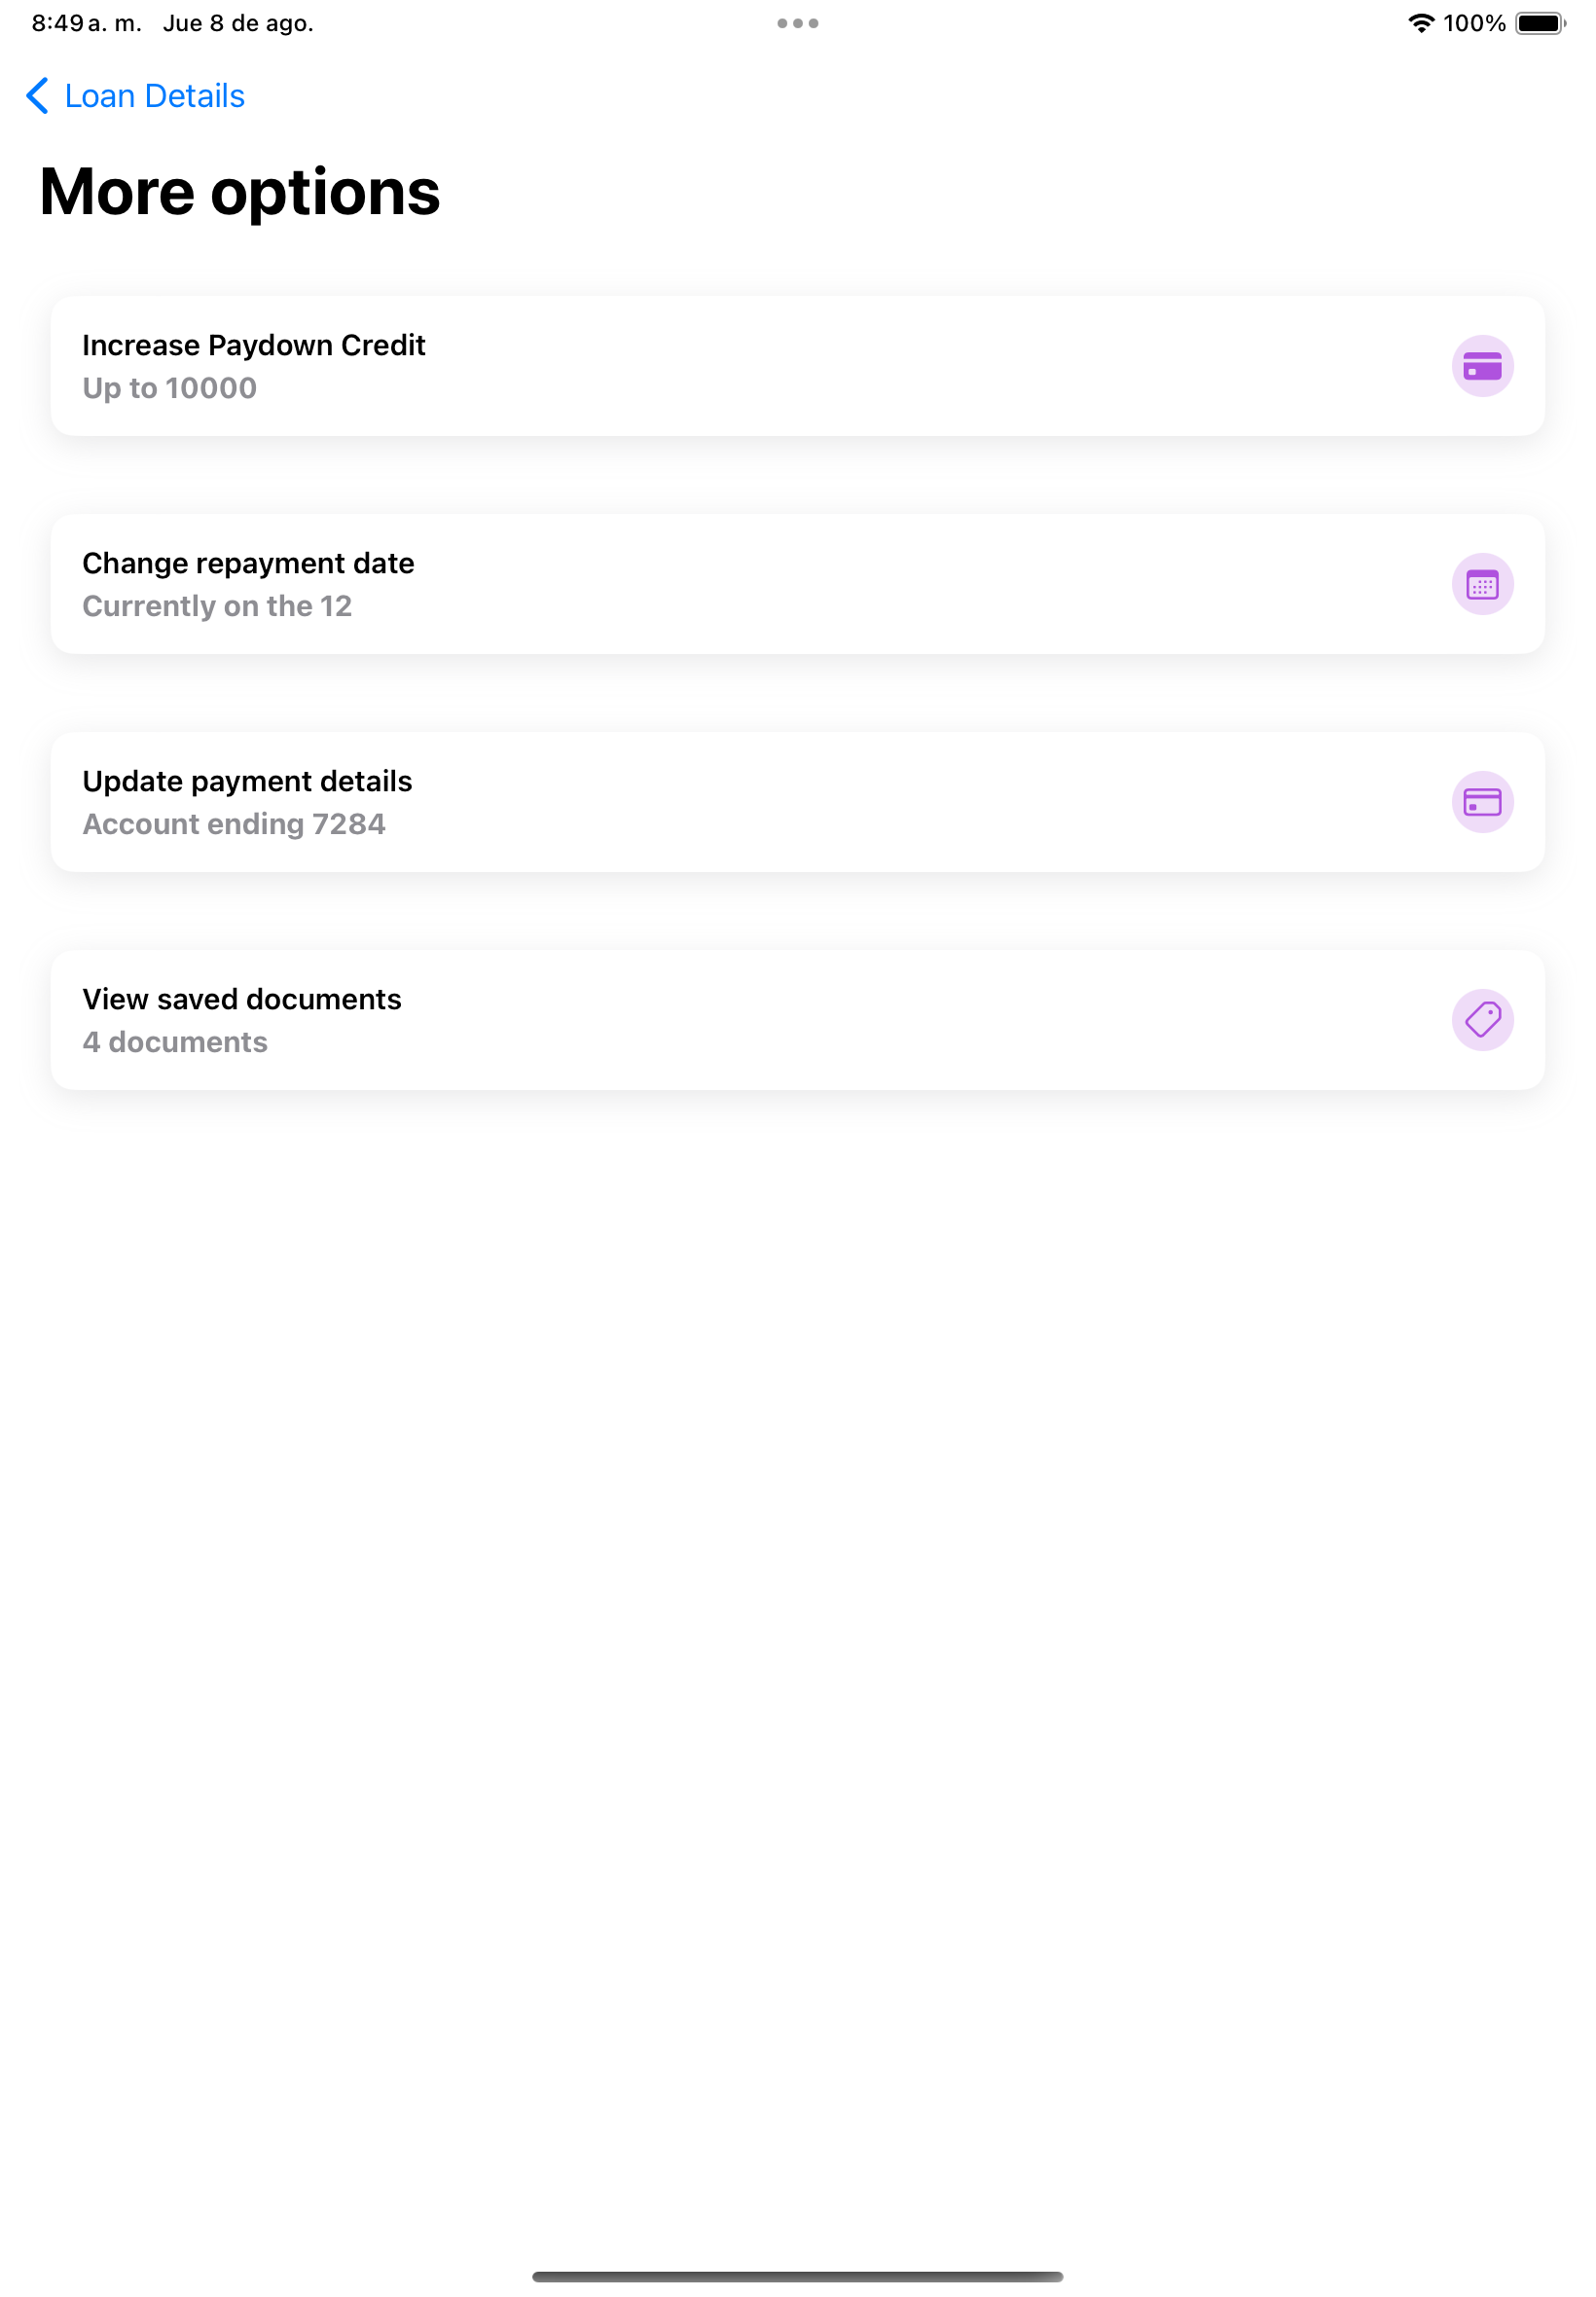 8:49 a. m. Jue 8 de ago.
100%
Loan Details
More options
Increase Paydown Credit
Up to 10000
Change repayment date
Currently on the 12
Update payment details
Account ending 7284
View saved documents
4 documents